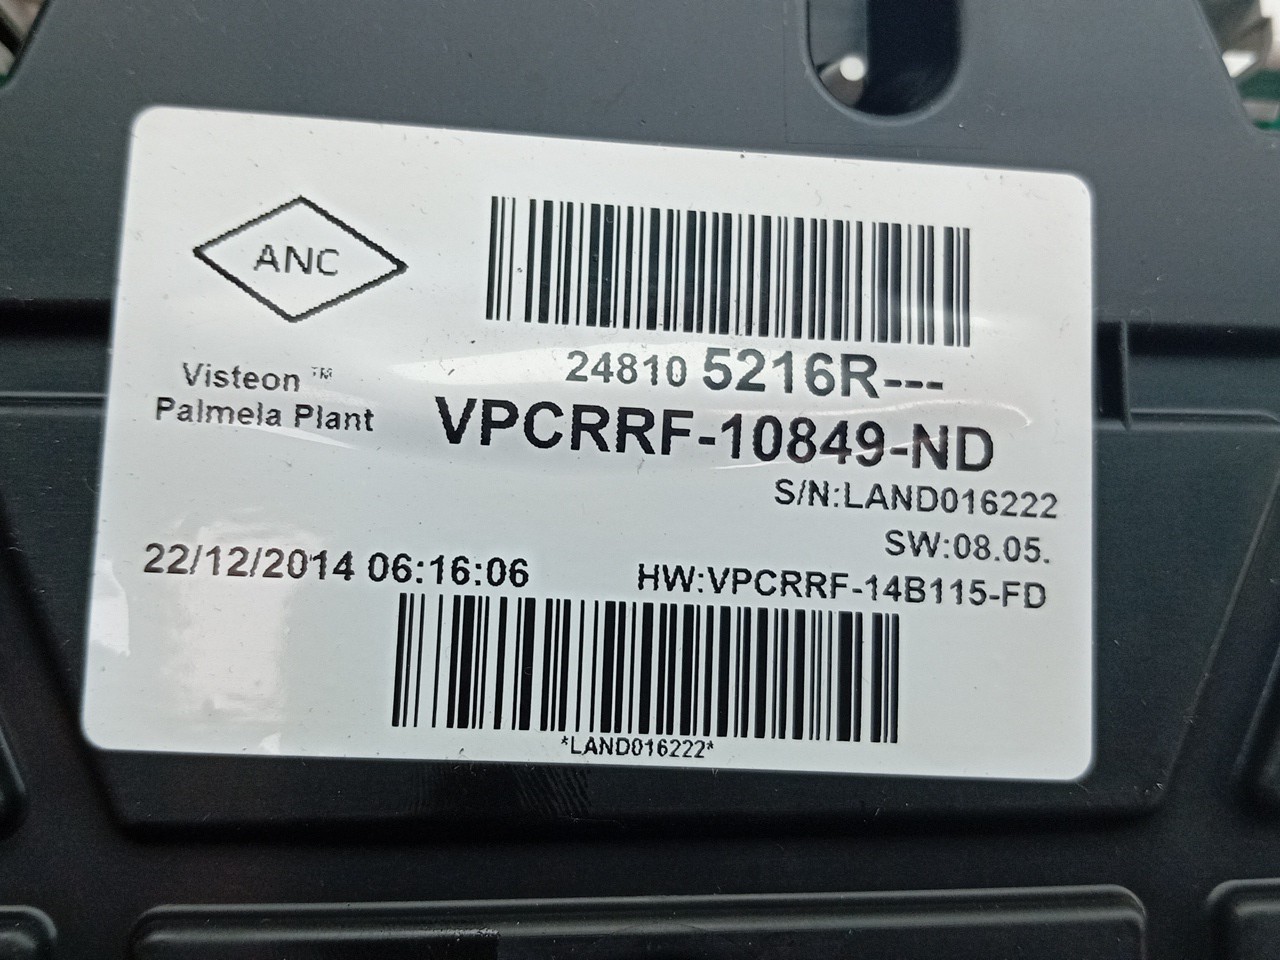 ANC
24810 5216R---
Visteon ™
Palmela Plant
VPCRRF-10849-ND
S/N:LAND016222
SW:08.05.
22/12/2014 06:16:06
HW:VPCRRF-14B115-FD
*LAND016222*